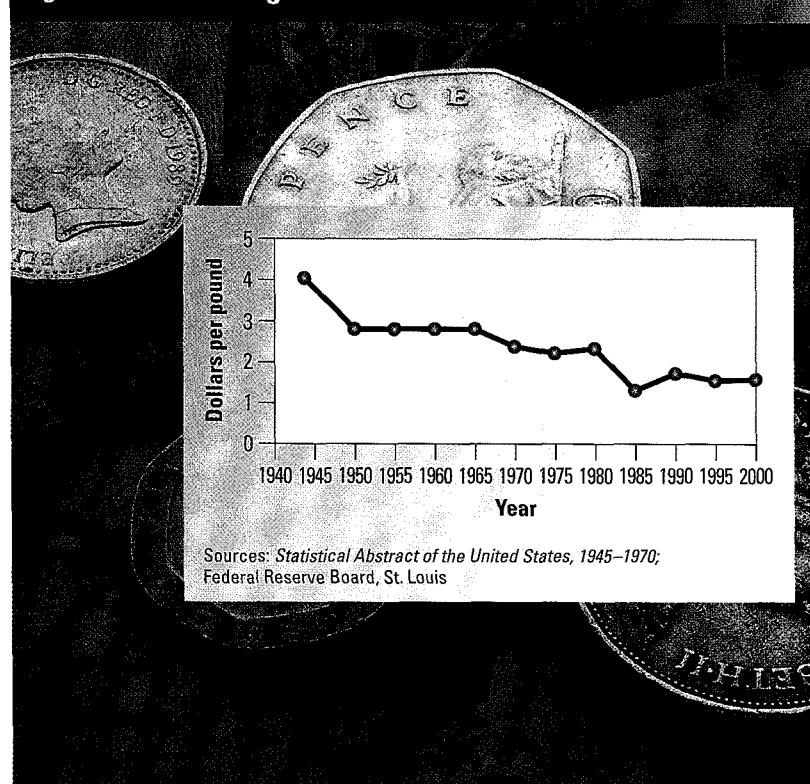 D·G·REG·F·D·1989
PENCE
5
4
3
2
1
0
Dollars per pound
1940 1945 1950 1955 1960 1965 1970 1975 1980 1985 1990 1995 2000
Year
Sources: Statistical Abstract of the United States, 1945–1970;
Federal Reserve Board, St. Louis